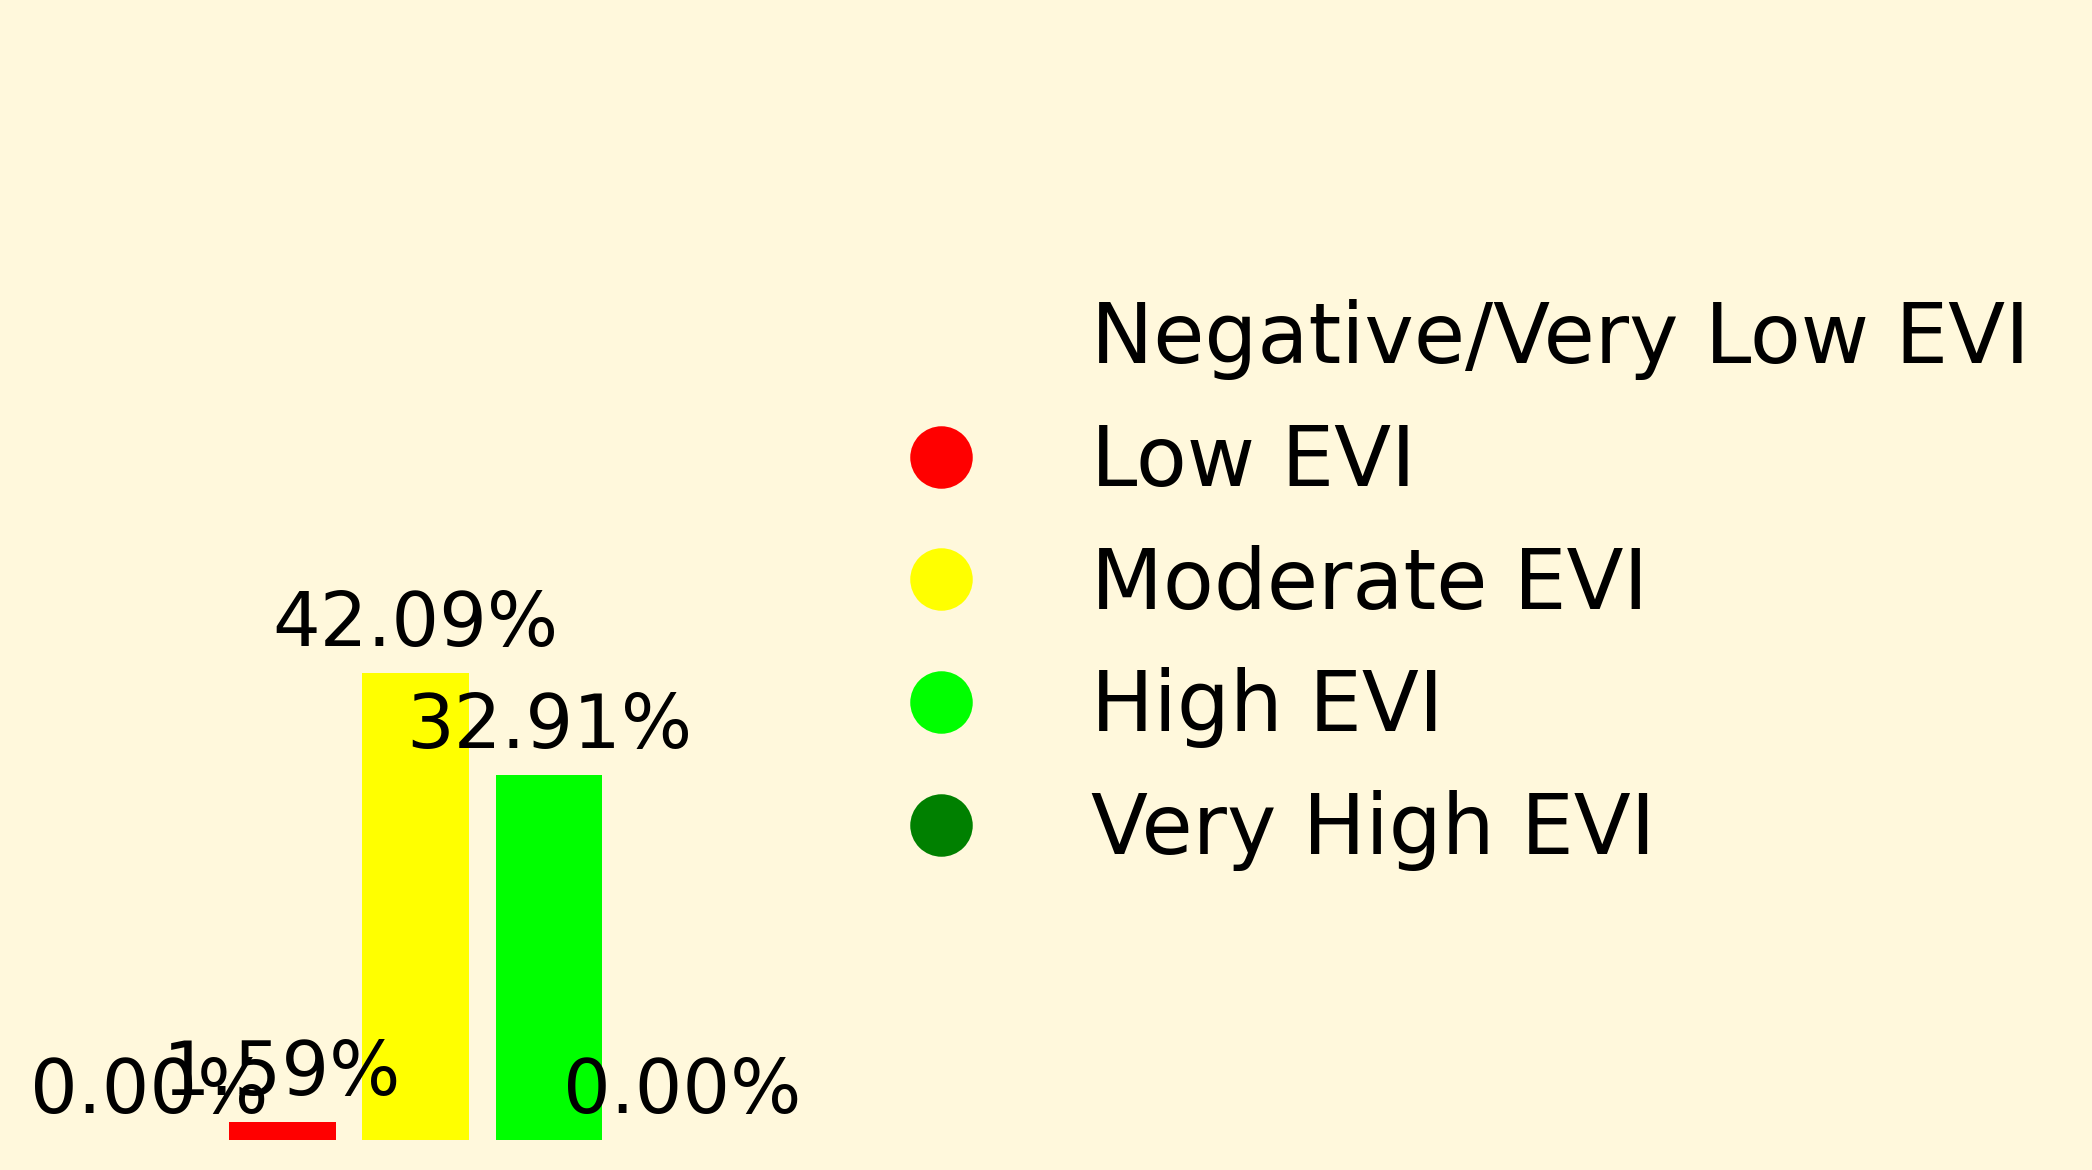 Negative/Very Low EVI
Low EVI
Moderate EVI
High EVI
Very High EVI
42.09%
32.91%
1.59%
0.00%
0.00%